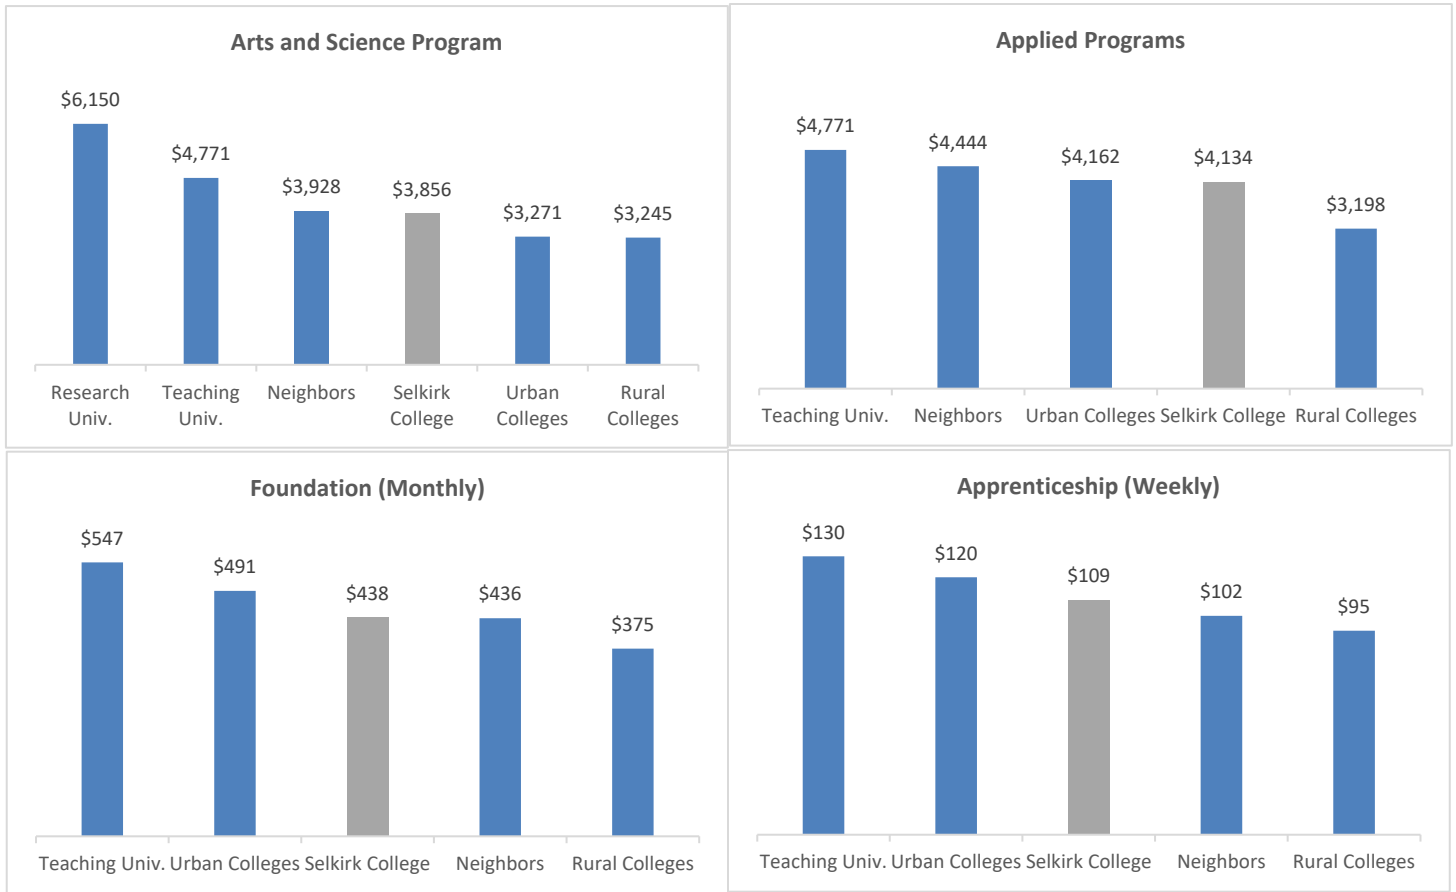 Arts and Science Program
$6,150
$4,771
$3,928
$3,856
$3,271
$3,245
Research Univ.
Teaching Univ.
Neighbors
Selkirk College
Urban Colleges
Rural Colleges
Applied Programs
$4,771
$4,444
$4,162
$4,134
$3,198
Teaching Univ.
Neighbors
Urban Colleges
Selkirk College
Rural Colleges
Foundation (Monthly)
$547
$491
$438
$436
$375
Teaching Univ.
Urban Colleges
Selkirk College
Neighbors
Rural Colleges
Apprenticeship (Weekly)
$130
$120
$109
$102
$95
Teaching Univ.
Urban Colleges
Selkirk College
Neighbors
Rural Colleges